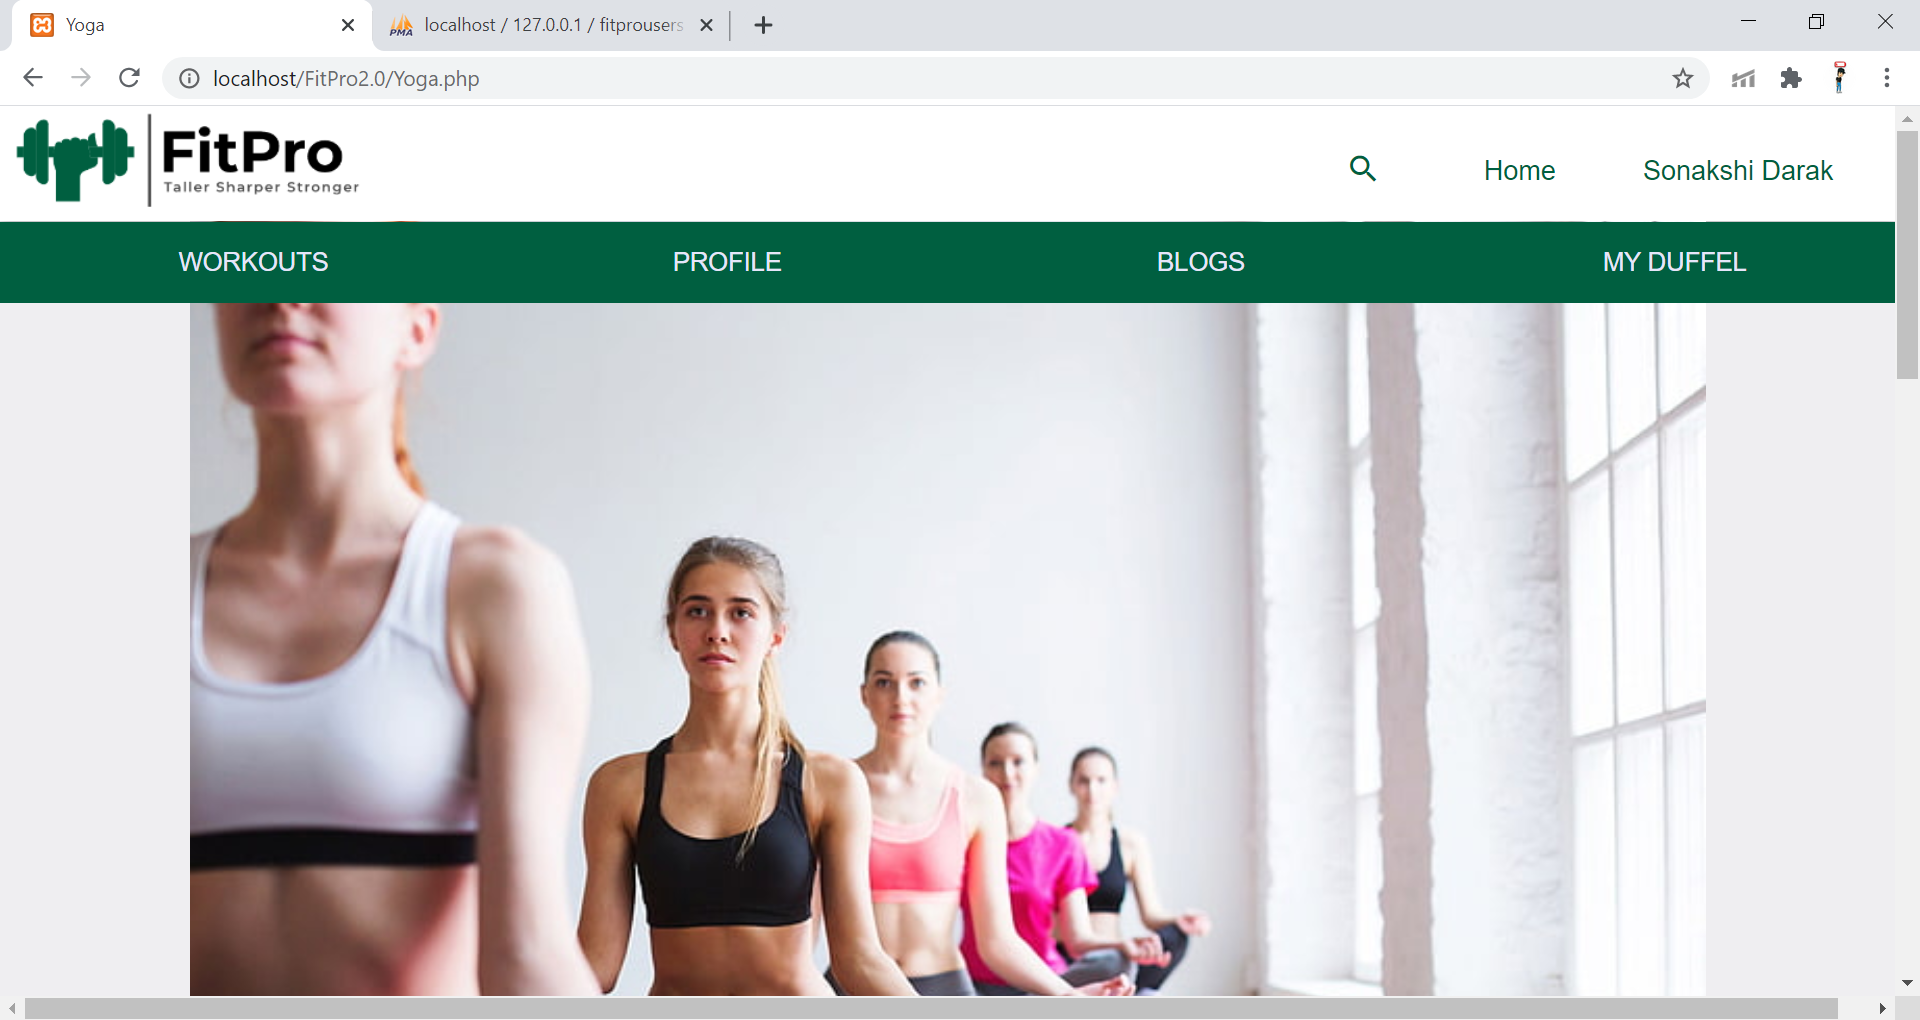 Yoga
localhost / 127.0.0.1 / fitprousers
localhost/FitPro2.0/Yoga.php
FitPro
Taller Sharper Stronger
Home
Sonakshi Darak
WORKOUTS
PROFILE
BLOGS
MY DUFFEL
PMA